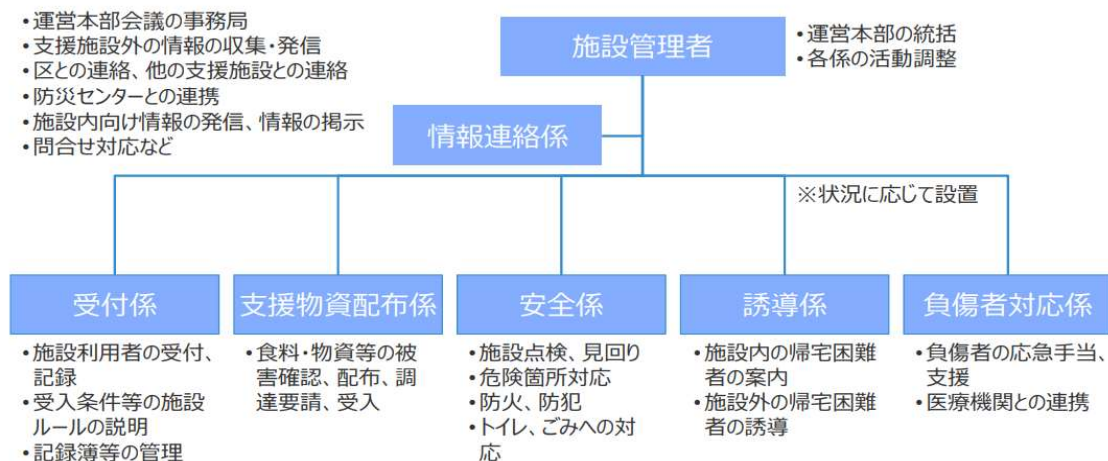 ・運営本部会議の事務局
・支援施設外の情報の収集・発信
・区との連絡、他の支援施設との連絡
・防災センターとの連携
・施設内向け情報の発信、情報の掲示
・問合せ対応など
施設管理者
・運営本部の統括
・各係の活動調整
情報連絡係
※状況に応じて設置
受付係
・施設利用者の受付、
記録
・受入条件等の施設
ルールの説明
・記録簿等の管理
支援物資配布係
・食料・物資等の被
害確認、配布、調
達要請、受入
安全係
・施設点検、見回り
・危険箇所対応
・防火、防犯
・トイレ、ごみへの対
応
誘導係
・施設内の帰宅困難
者の案内
・施設外の帰宅困難
者の誘導
負傷者対応係
・負傷者の応急手当、
支援
・医療機関との連携